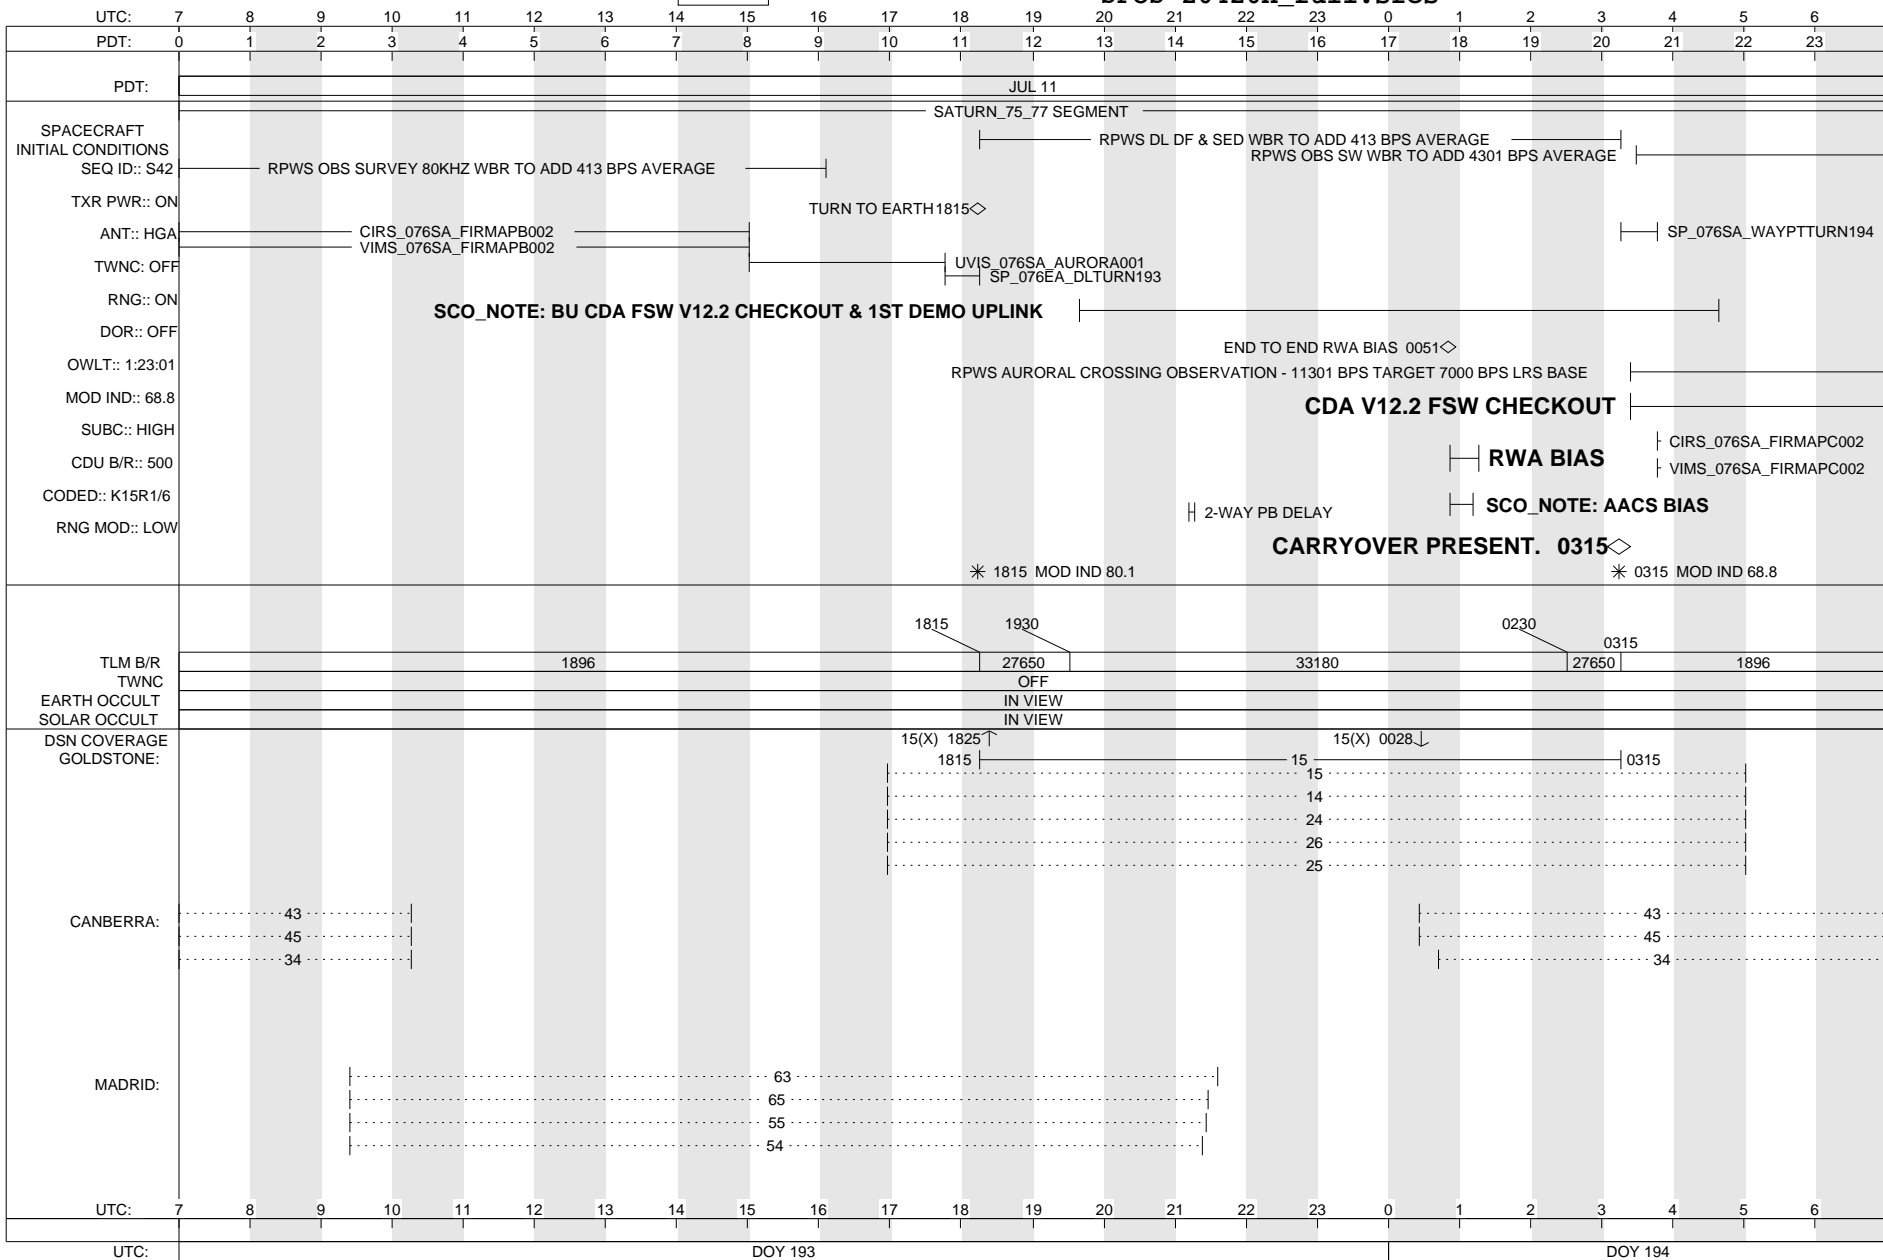 UTC: 7 8 9 10 11 12 13 14 15 16 17 18 19 20 21 22 23 0 1 2 3 4 5 6
PDT: 0 1 2 3 4 5 6 7 8 9 10 11 12 13 14 15 16 17 18 19 20 21 22 23
PDT: JUL 11
SATURN_75_77 SEGMENT
SPACECRAFT
INITIAL CONDITIONS
RPWS DL DF & SED WBR TO ADD 413 BPS AVERAGE
RPWS OBS SW WBR TO ADD 4301 BPS AVERAGE
SEQ ID:: S42
RPWS OBS SURVEY 80KHZ WBR TO ADD 413 BPS AVERAGE
TXR PWR:: ON
TURN TO EARTH 1815
ANT:: HGA
CIRS_076SA_FIRMAPB002
SP_076SA_WAYPTTURN194
VIMS_076SA_FIRMAPB002
TWNC: OFF
UVIS_076SA_AURORA001
SP_076EA_DLTURN193
RNG:: ON
SCO_NOTE: BU CDA FSW V12.2 CHECKOUT & 1ST DEMO UPLINK
DOR:: OFF
END TO END RWA BIAS 0051
OWLT:: 1:23:01
RPWS AURORAL CROSSING OBSERVATION - 11301 BPS TARGET 7000 BPS LRS BASE
MOD IND:: 68.8
CDA V12.2 FSW CHECKOUT
SUBC:: HIGH
CIRS_076SA_FIRMAPC002
CDU B/R:: 500
RWA BIAS
VIMS_076SA_FIRMAPC002
CODED:: K15R1/6
SCO_NOTE: AACS BIAS
2-WAY PB DELAY
RNG MOD:: LOW
CARRYOVER PRESENT. 0315
1815 MOD IND 80.1
0315 MOD IND 68.8
1815 1930 0230 0315
TLM B/R 1896 27650 33180 27650 1896
TWNC OFF
EARTH OCCULT IN VIEW
SOLAR OCCULT IN VIEW
DSN COVERAGE
15(X) 1825 15(X) 0028
GOLDSTONE: 1815 15 0315
15
14
24
26
25
CANBERRA: 43 43
45 45
34 34
MADRID: 63
65
55
54
UTC: 7 8 9 10 11 12 13 14 15 16 17 18 19 20 21 22 23 0 1 2 3 4 5 6
UTC: DOY 193 DOY 194